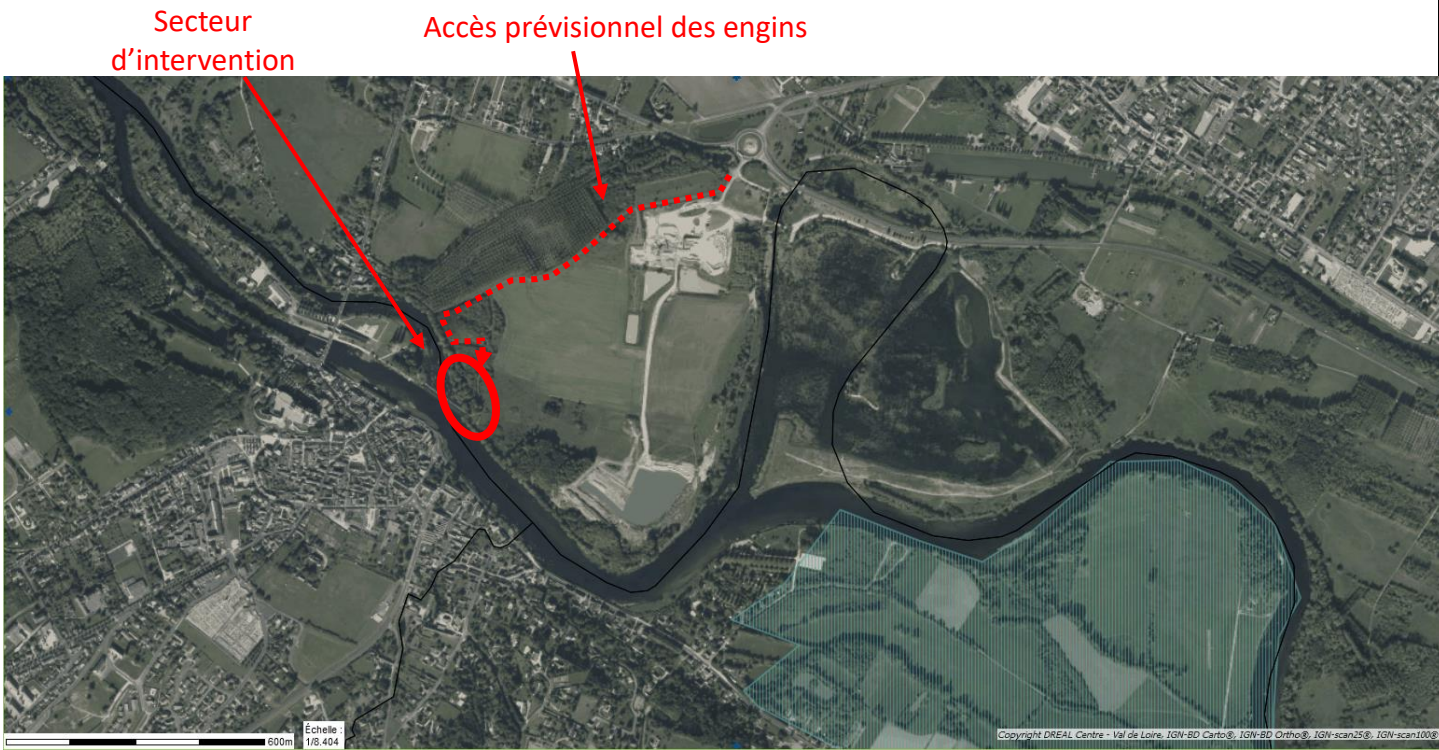 Secteur
d’intervention
Accès prévisionnel des engins
600m
Échelle :
1/8.404
Copyright DREAL Centre - Val de Loire, IGN-BD Carto®, IGN-BD Ortho®, IGN-scan25®, IGN-scan100®